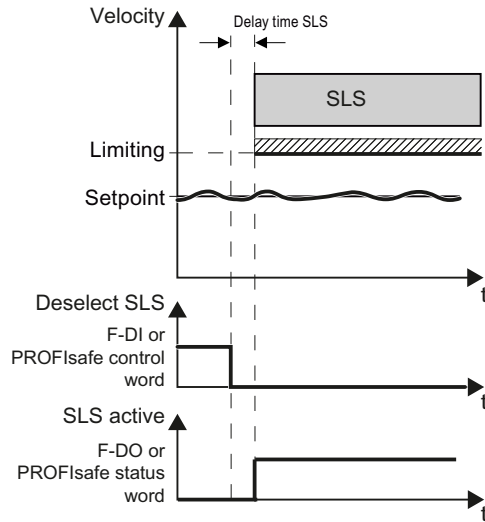 Velocity
Delay time SLS
SLS
Limiting
Setpoint
t
Deselect SLS
F-DI or
PROFIsafe control
word
t
SLS active
F-DO or
PROFIsafe status
word
t